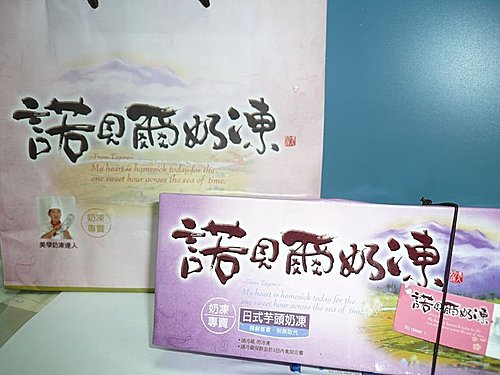 諾貝爾奶凍
~From Tagore~
My heart is homesick today for the
one sweet hour across the sea of time.
奶凍
專賣
美學奶凍達人
諾貝爾奶凍
~From Tagore~
My heart is homesick today for the
one sweet hour across the sea of time.
奶凍
專賣
日式芋頭奶凍
諾貝爾奶凍
To dear: